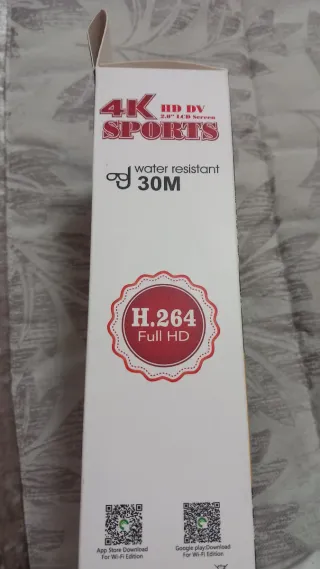 4K HD DV
2.0" LCD Screen
SPORTS
water resistant
30M
H.264
Full HD
App Store Download
For Wi-Fi Edition
Google play.Download
For Wi-Fi Edition